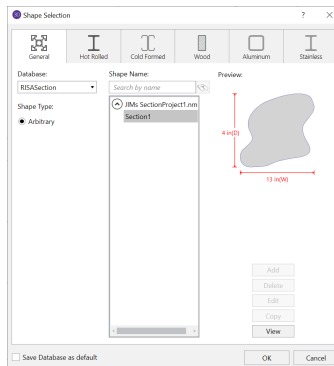 Shape Selection
General
Hot Rolled
Cold Formed
Wood
Aluminum
Stainless
Database:
RISASection
Shape Type:
Arbitrary
Shape Name:
Search by name
JIMs SectionProject1.nm
Section1
Preview:
4 in(D)
13 in(W)
Add
Delete
Edit
Copy
View
Save Database as default
OK
Cancel